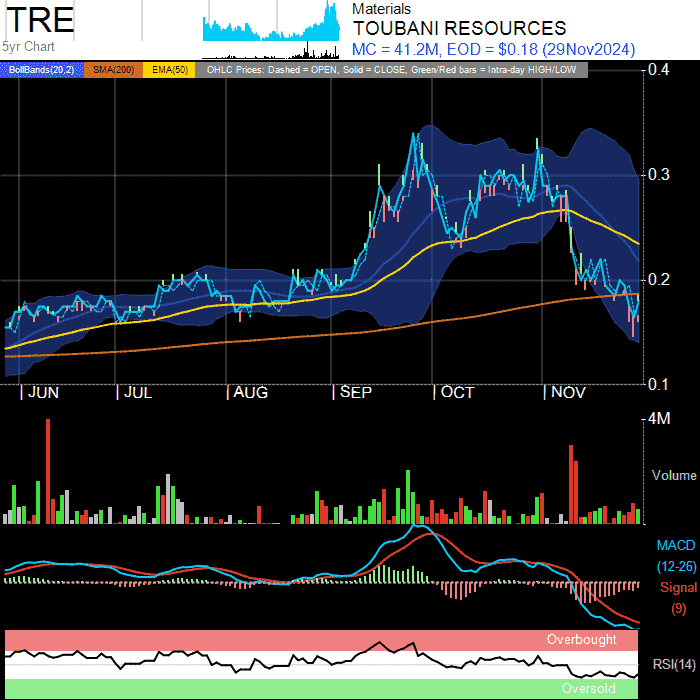 TRE
5yr Chart
Materials
TOUBANI RESOURCES
MC = 41.2M, EOD = $0.18 (29Nov2024)
BollBands(20,2) SMA(200) EMA(50) OHLC Prices: Dashed = OPEN, Solid = CLOSE, Green/Red bars = Intra-day HIGH/LOW
0.4
0.3
0.2
0.1
JUN JUL AUG SEP OCT NOV
4M
Volume
MACD
(12-26)
Signal
(9)
Overbought
RSI(14)
Oversold